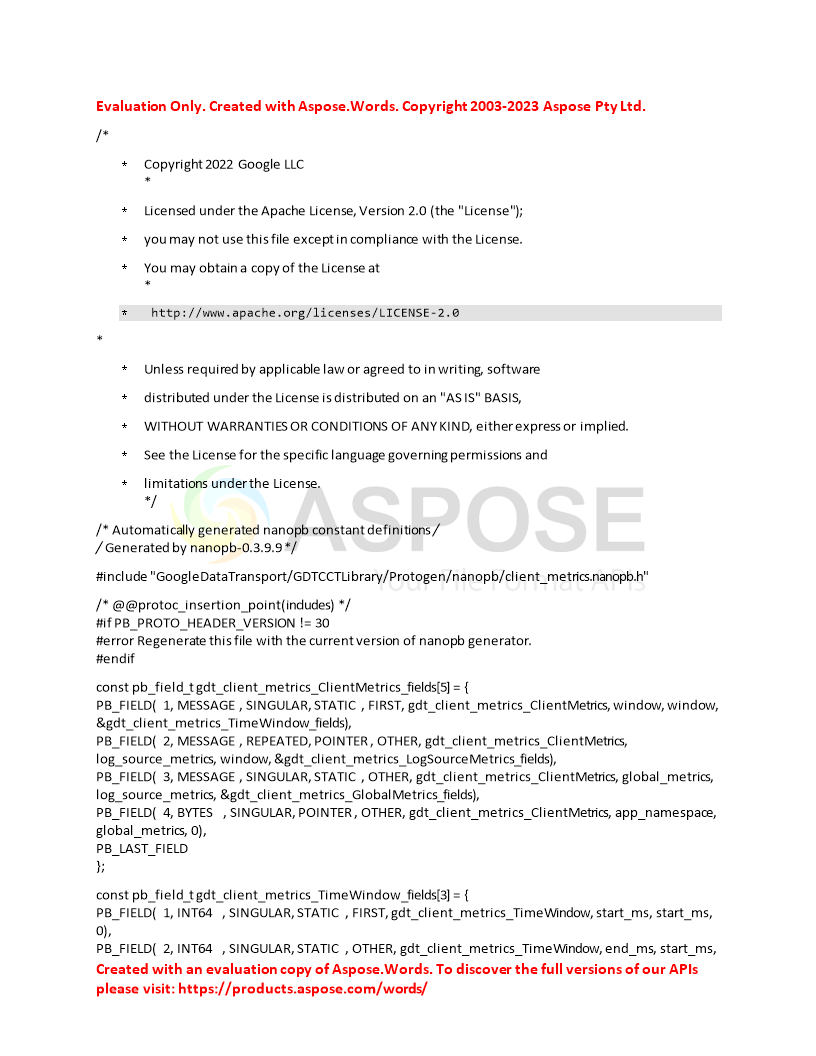 Evaluation Only. Created with Aspose.Words. Copyright 2003-2023 Aspose Pty Ltd.
/*
* Copyright 2022 Google LLC
*
* Licensed under the Apache License, Version 2.0 (the "License");
* you may not use this file except in compliance with the License.
* You may obtain a copy of the License at
*
* http://www.apache.org/licenses/LICENSE-2.0
*
* Unless required by applicable law or agreed to in writing, software
* distributed under the License is distributed on an "AS IS" BASIS,
* WITHOUT WARRANTIES OR CONDITIONS OF ANY KIND, either express or implied.
* See the License for the specific language governing permissions and
* limitations under the License.
*/
ASPOSE
/* Automatically generated nanopb constant definitions /
/ Generated by nanopb-0.3.9.9 */
#include "GoogleDataTransport/GDTCCTLibrary/Protogen/nanopb/client_metrics.nanopb.h"
Your File Format APIs
/* @@protoc_insertion_point(includes) */
#if PB_PROTO_HEADER_VERSION != 30
#error Regenerate this file with the current version of nanopb generator.
#endif
const pb_field_t gdt_client_metrics_ClientMetrics_fields[5] = {
PB_FIELD( 1, MESSAGE , SINGULAR, STATIC , FIRST, gdt_client_metrics_ClientMetrics, window, window,
&gdt_client_metrics_TimeWindow_fields),
PB_FIELD( 2, MESSAGE , REPEATED, POINTER , OTHER, gdt_client_metrics_ClientMetrics,
log_source_metrics, window, &gdt_client_metrics_LogSourceMetrics_fields),
PB_FIELD( 3, MESSAGE , SINGULAR, STATIC , OTHER, gdt_client_metrics_ClientMetrics, global_metrics,
log_source_metrics, &gdt_client_metrics_GlobalMetrics_fields),
PB_FIELD( 4, BYTES , SINGULAR, POINTER , OTHER, gdt_client_metrics_ClientMetrics, app_namespace,
global_metrics, 0),
PB_LAST_FIELD
};
const pb_field_t gdt_client_metrics_TimeWindow_fields[3] = {
PB_FIELD( 1, INT64 , SINGULAR, STATIC , FIRST, gdt_client_metrics_TimeWindow, start_ms, start_ms,
0),
PB_FIELD( 2, INT64 , SINGULAR, STATIC , OTHER, gdt_client_metrics_TimeWindow, end_ms, start_ms,
Created with an evaluation copy of Aspose.Words. To discover the full versions of our APIs
please visit: https://products.aspose.com/words/